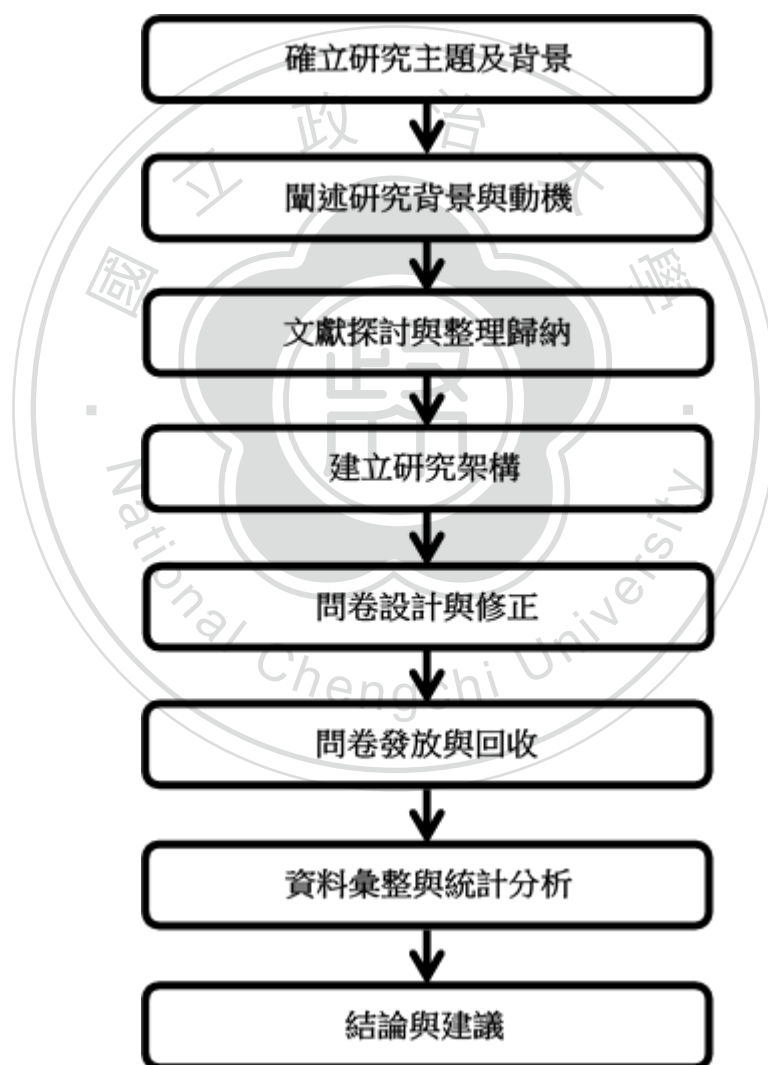 確立研究主題及背景
闡述研究背景與動機
文獻探討與整理歸納
建立研究架構
問卷設計與修正
問卷發放與回收
資料彙整與統計分析
結論與建議
國立政治大學
National Chengchi University